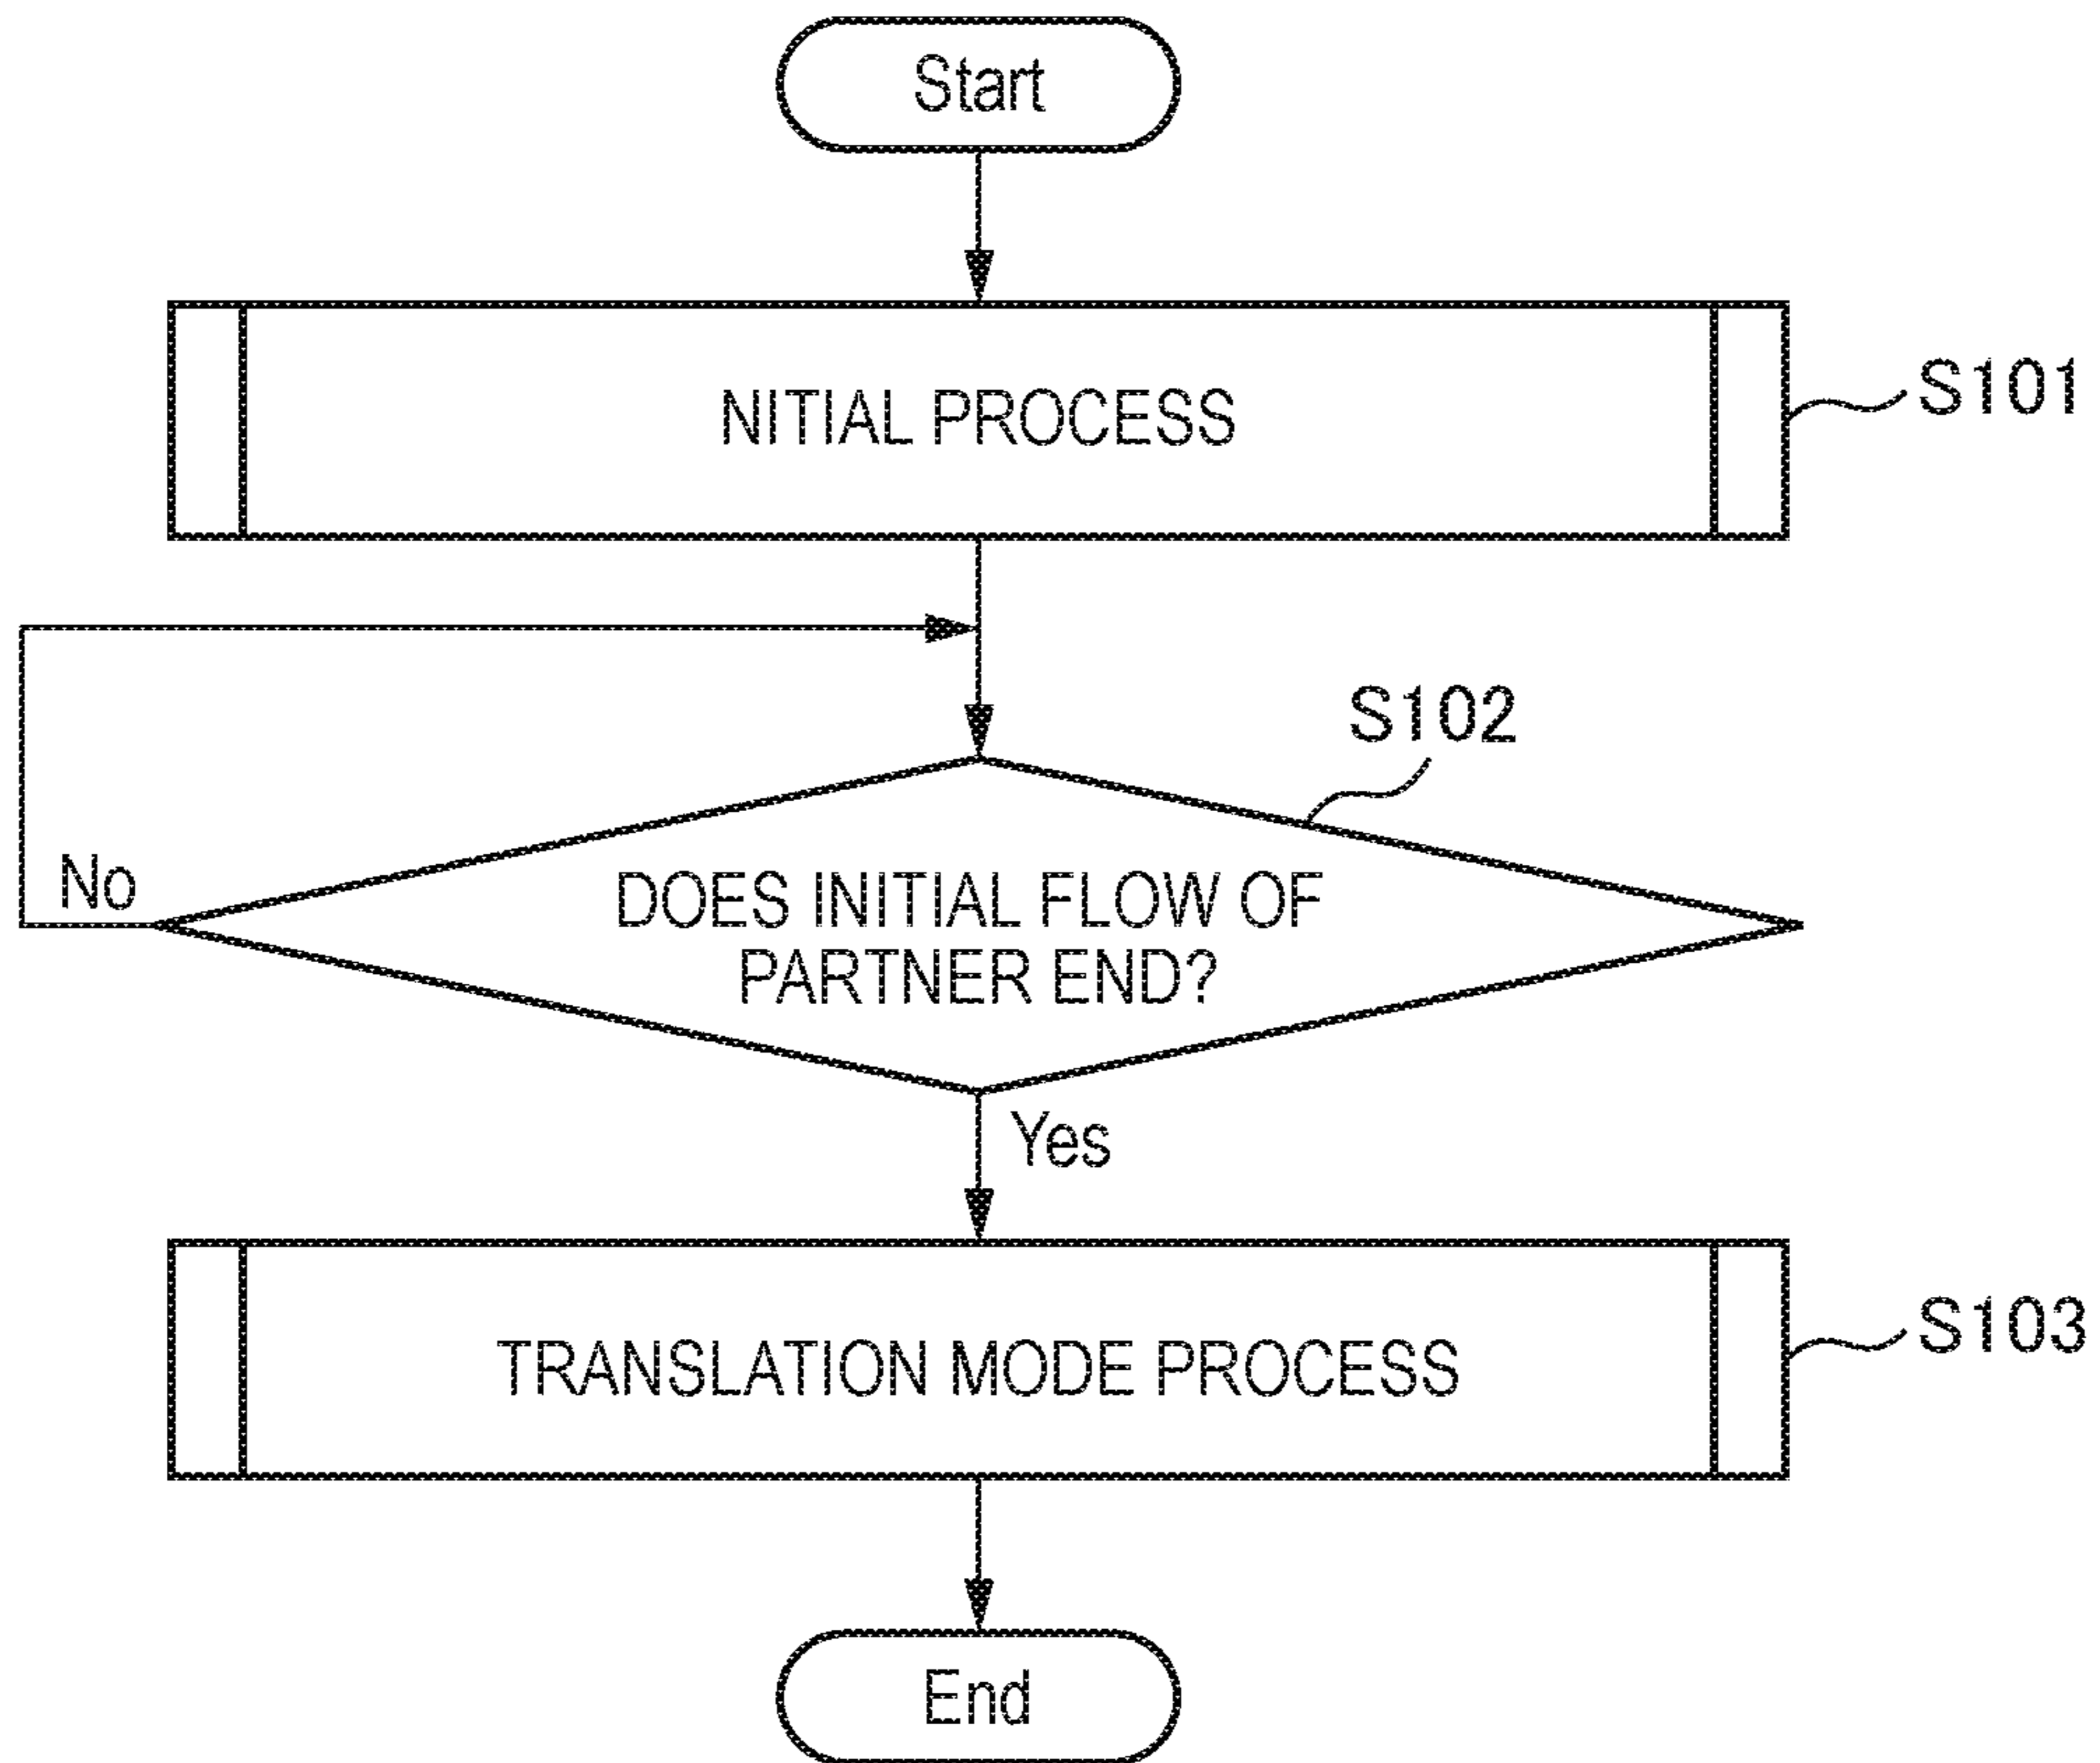 Start
NITIAL PROCESS
S101
S102
No
DOES INITIAL FLOW OF
PARTNER END?
Yes
TRANSLATION MODE PROCESS
S103
End